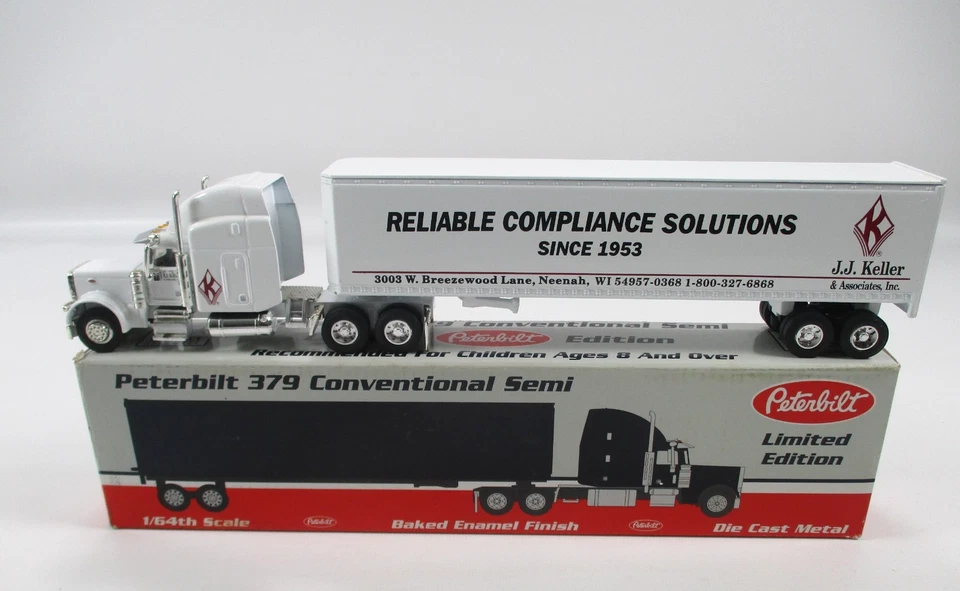 RELIABLE COMPLIANCE SOLUTIONS
SINCE 1953
K
J.J. Keller
& Associates, Inc.
3003 W. Breezewood Lane, Neenah, WI 54957-0368 1-800-327-6868
K
Conventional Semi
Peterbilt Edition
Recommended For Children Ages 8 And Over
Peterbilt 379 Conventional Semi
Peterbilt
Limited
Edition
1/64th Scale
Peterbilt
Baked Enamel Finish
Peterbilt
Die Cast Metal